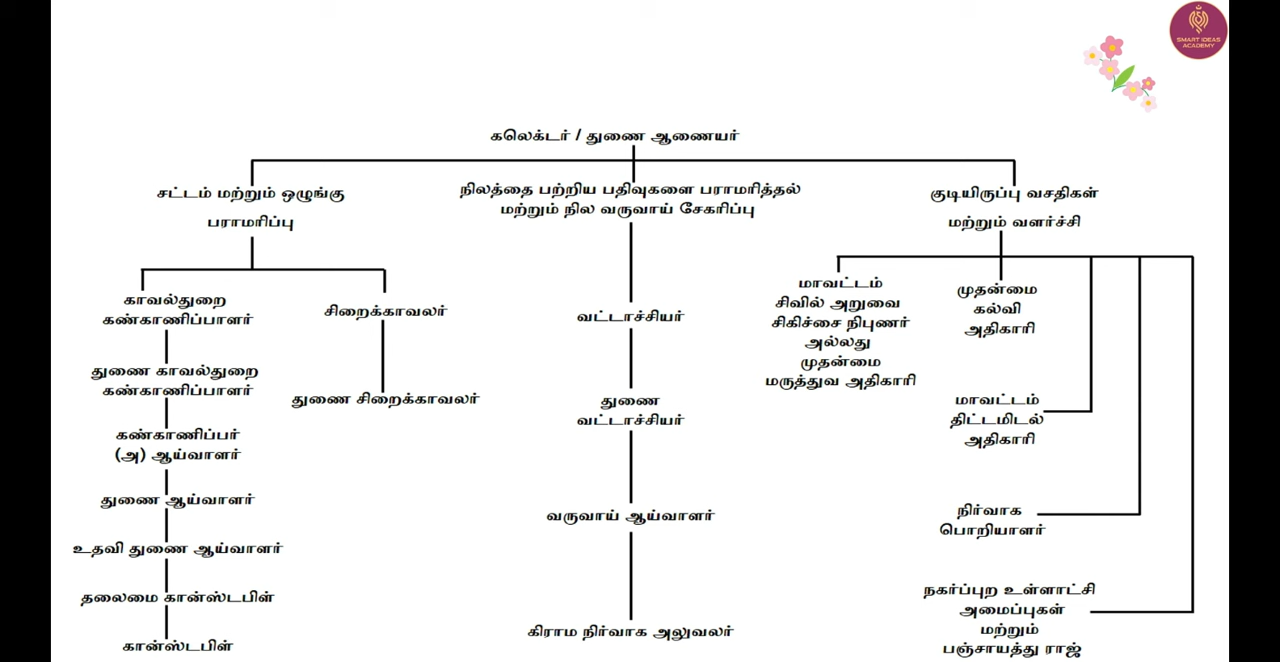 SMART IDEAS
ACADEMY
கலெக்டர் / துணை ஆணையர்
சட்டம் மற்றும் ஒழுங்கு
பராமரிப்பு
நிலத்தை பற்றிய பதிவுகளை பராமரித்தல்
மற்றும் நில வருவாய் சேகரிப்பு
குடியிருப்பு வசதிகள்
மற்றும் வளர்ச்சி
காவல்துறை
கண்காணிப்பாளர்
துணை காவல்துறை
கண்காணிப்பாளர்
கண்காணிப்பர்
(அ) ஆய்வாளர்
துணை ஆய்வாளர்
உதவி துணை ஆய்வாளர்
தலைமை கான்ஸ்டபிள்
கான்ஸ்டபிள்
சிறைக்காவலர்
துணை சிறைக்காவலர்
வட்டாச்சியர்
துணை
வட்டாச்சியர்
வருவாய் ஆய்வாளர்
கிராம நிர்வாக அலுவலர்
மாவட்டம்
சிவில் அறுவை
சிகிச்சை நிபுணர்
அல்லது
முதன்மை
மருத்துவ அதிகாரி
முதன்மை
கல்வி
அதிகாரி
மாவட்டம்
திட்டமிடல்
அதிகாரி
நிர்வாக
பொறியாளர்
நகர்ப்புற உள்ளாட்சி
அமைப்புகள்
மற்றும்
பஞ்சாயத்து ராஜ்